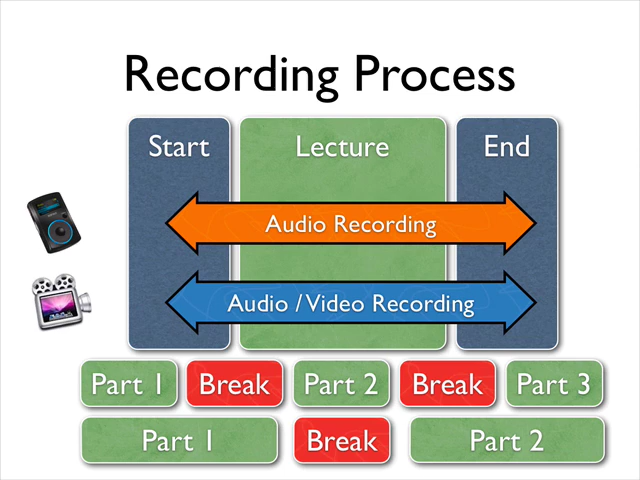 Recording Process
Start Lecture End
Audio Recording
Audio / Video Recording
Part 1 Break Part 2 Break Part 3
Part 1 Break Part 2